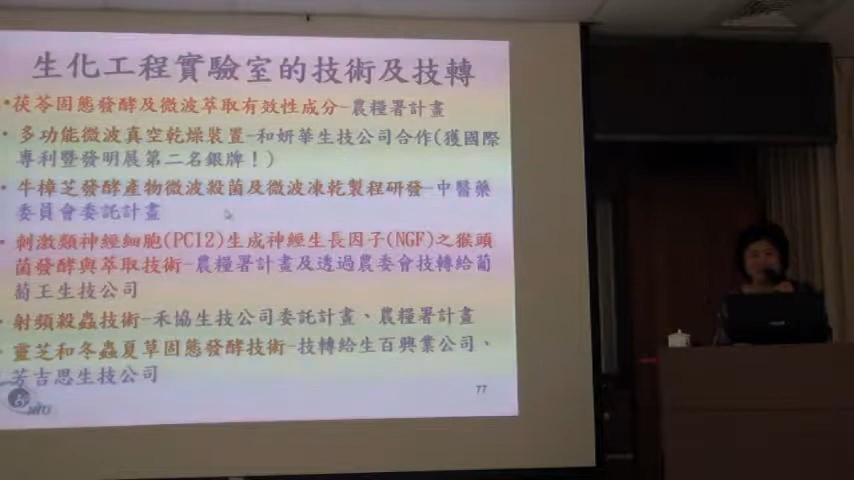 生化工程實驗室的技術及技轉
•茯苓固態發酵及微波萃取有效性成分-農糧署計畫
• 多功能微波真空乾燥裝置-和妍華生技公司合作(獲國際
專利暨發明展第二名銀牌！)
• 牛樟芝發酵產物微波殺菌及微波凍乾製程研發-中醫藥
委員會委託計畫
• 刺激類神經細胞(PC12)生成神經生長因子(NGF)之猴頭
菌發酵與萃取技術-農糧署計畫及透過農委會技轉給葡
萄王生技公司
• 射頻殺蟲技術-禾協生技公司委託計畫、農糧署計畫
• 靈芝和冬蟲夏草固態發酵技術-技轉給生百興業公司、
芳吉思生技公司
77